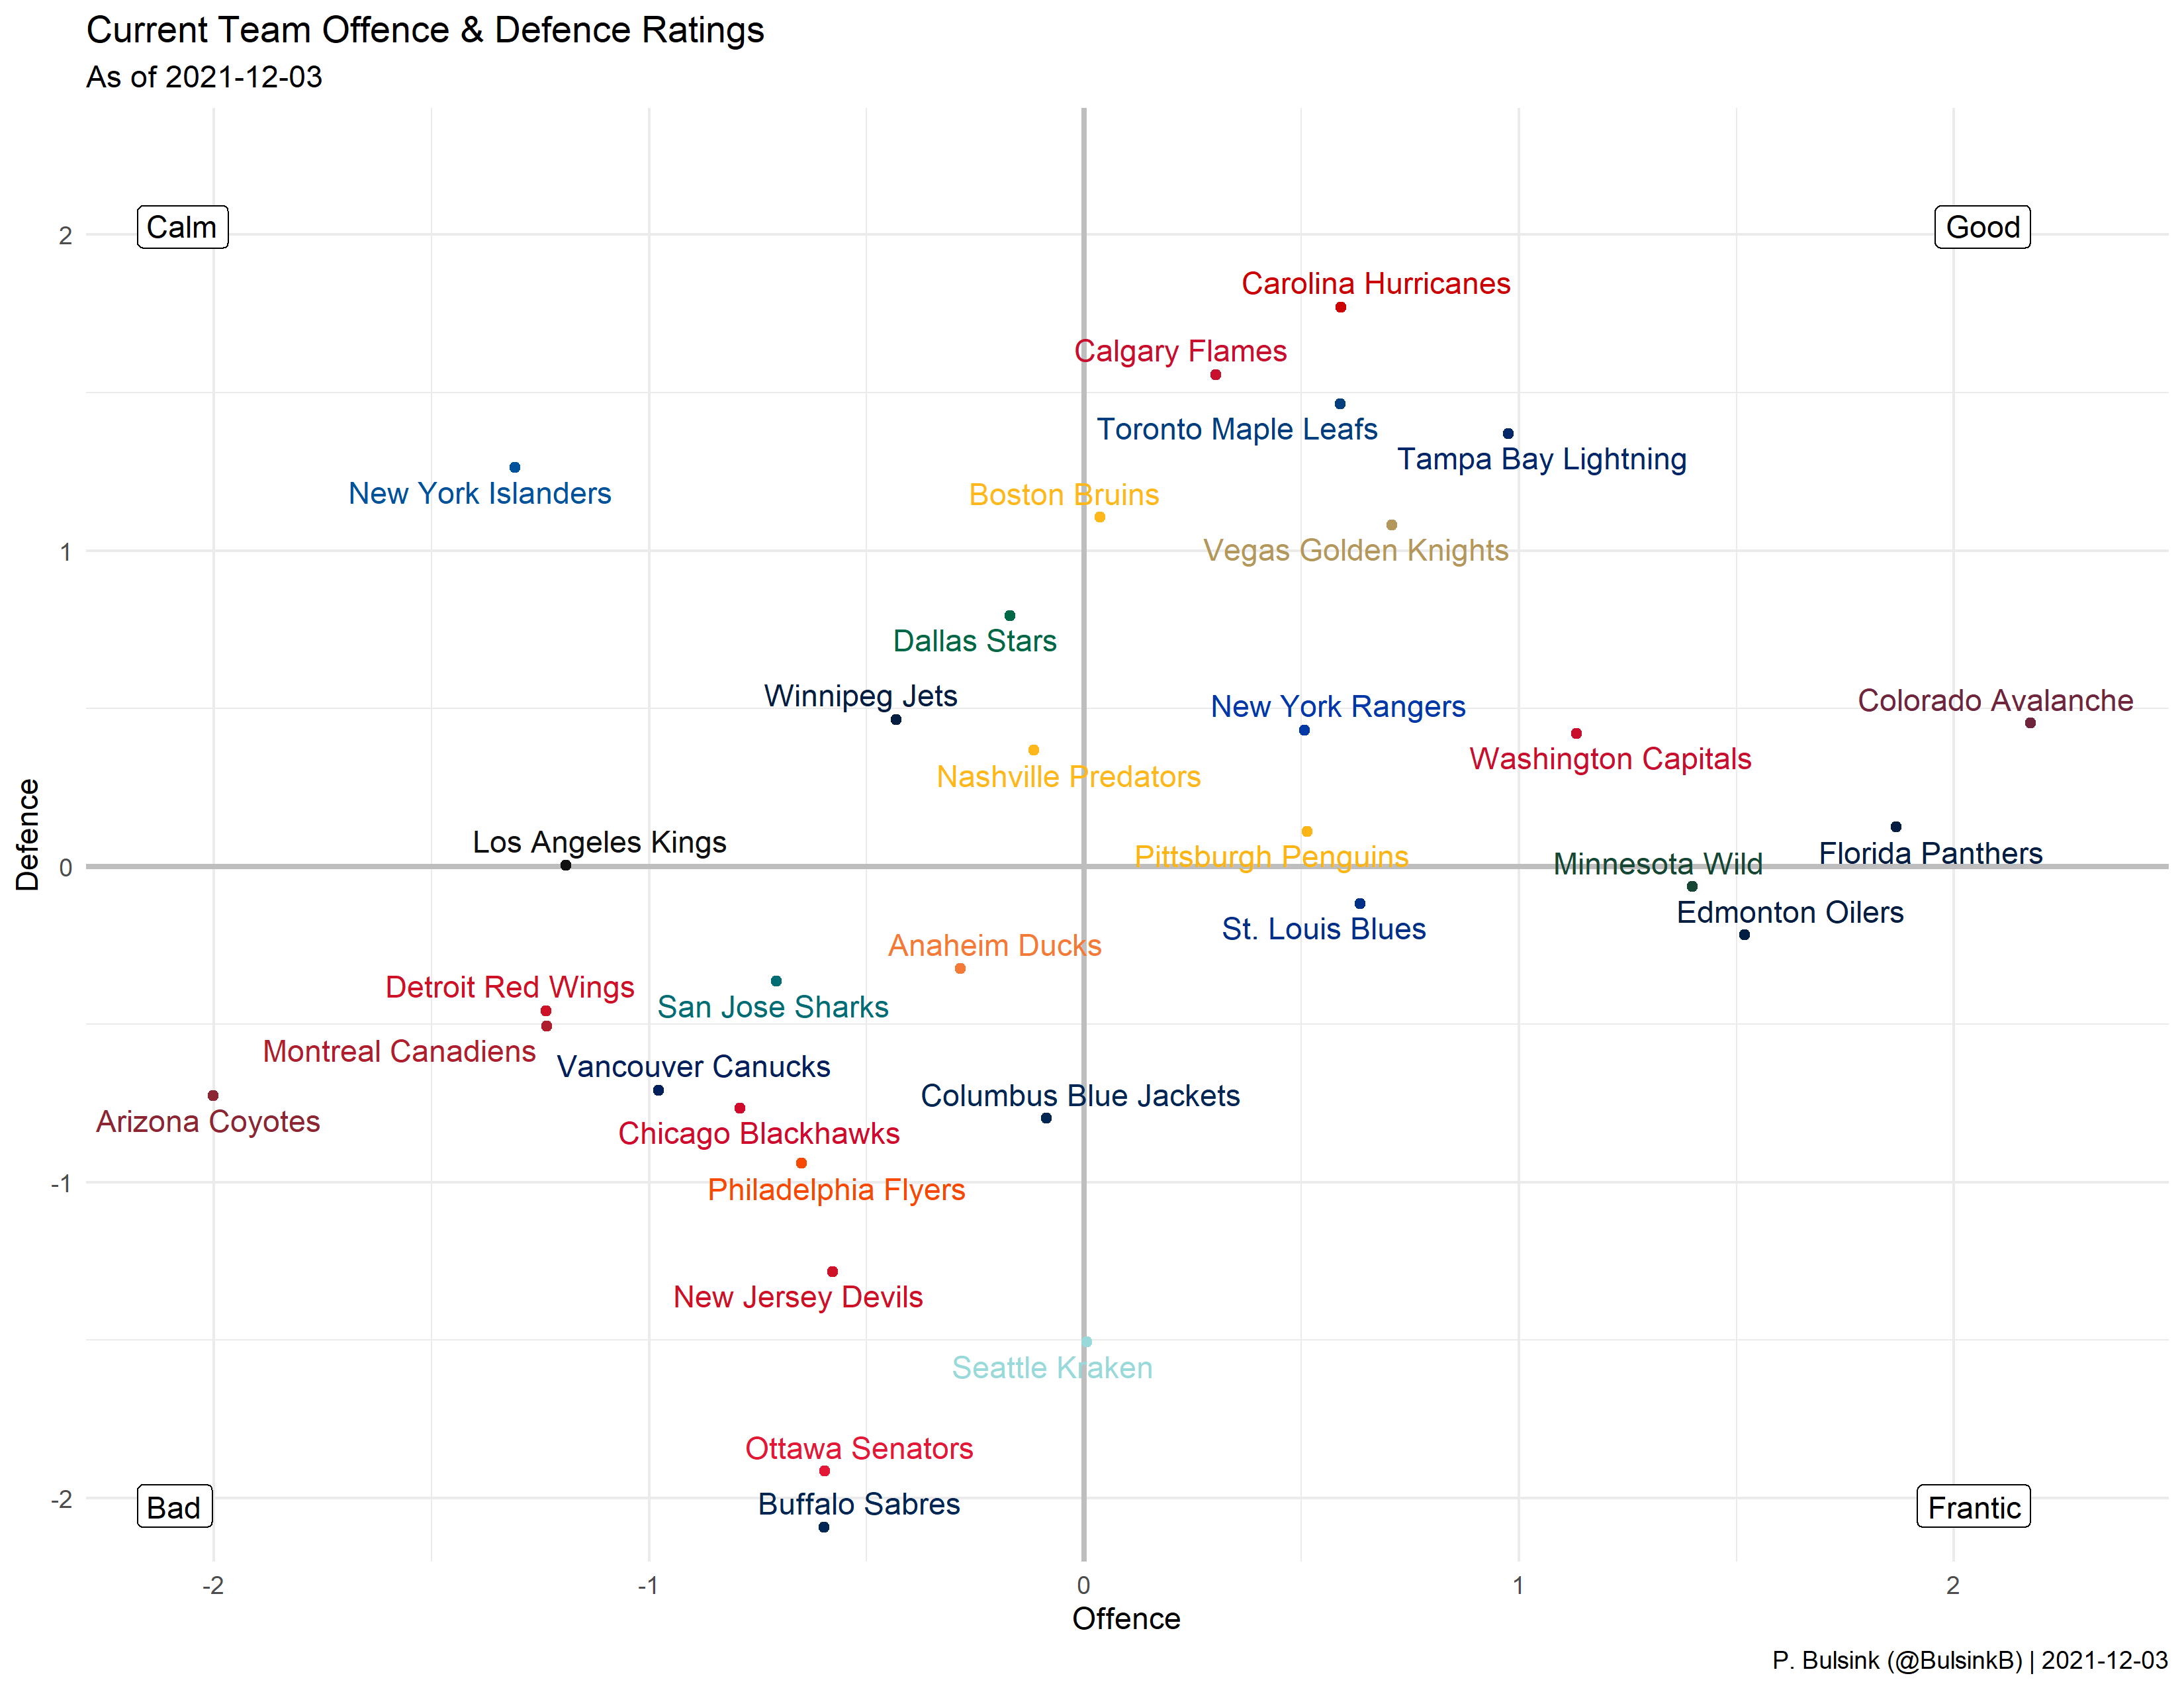 Current Team Offence & Defence Ratings
As of 2021-12-03
Calm
Good
2
Carolina Hurricanes
Calgary Flames
Toronto Maple Leafs
Tampa Bay Lightning
New York Islanders
Boston Bruins
Vegas Golden Knights
1
Dallas Stars
Winnipeg Jets
Colorado Avalanche
New York Rangers
Washington Capitals
Nashville Predators
Defence
Los Angeles Kings
Florida Panthers
Pittsburgh Penguins
Minnesota Wild
0
Edmonton Oilers
St. Louis Blues
Anaheim Ducks
Detroit Red Wings
San Jose Sharks
Montreal Canadiens
Vancouver Canucks
Columbus Blue Jackets
Arizona Coyotes
Chicago Blackhawks
-1
Philadelphia Flyers
New Jersey Devils
Seattle Kraken
Ottawa Senators
-2
Buffalo Sabres
Bad
Frantic
-2
-1
0
1
2
Offence
P. Bulsink (@BulsinkB) | 2021-12-03